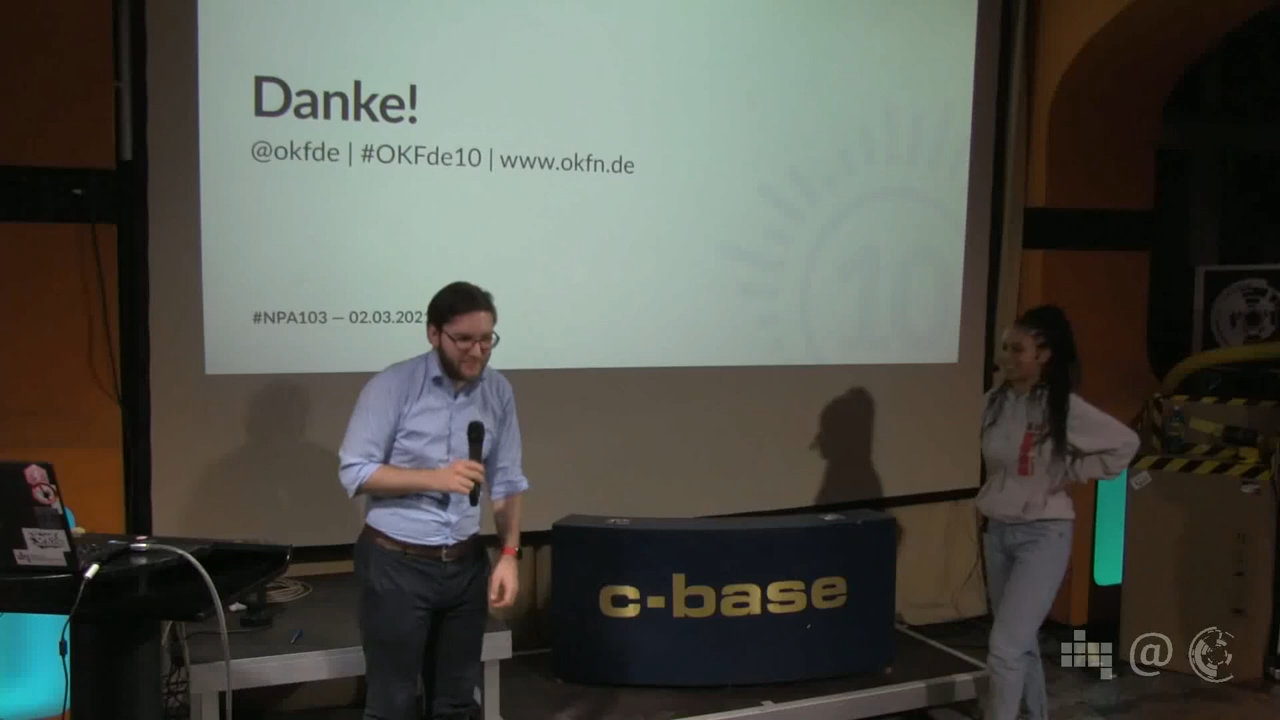 Danke!
@okfde | #OKFde10 | www.okfn.de
#NPA103 — 02.03.202
c-base
@